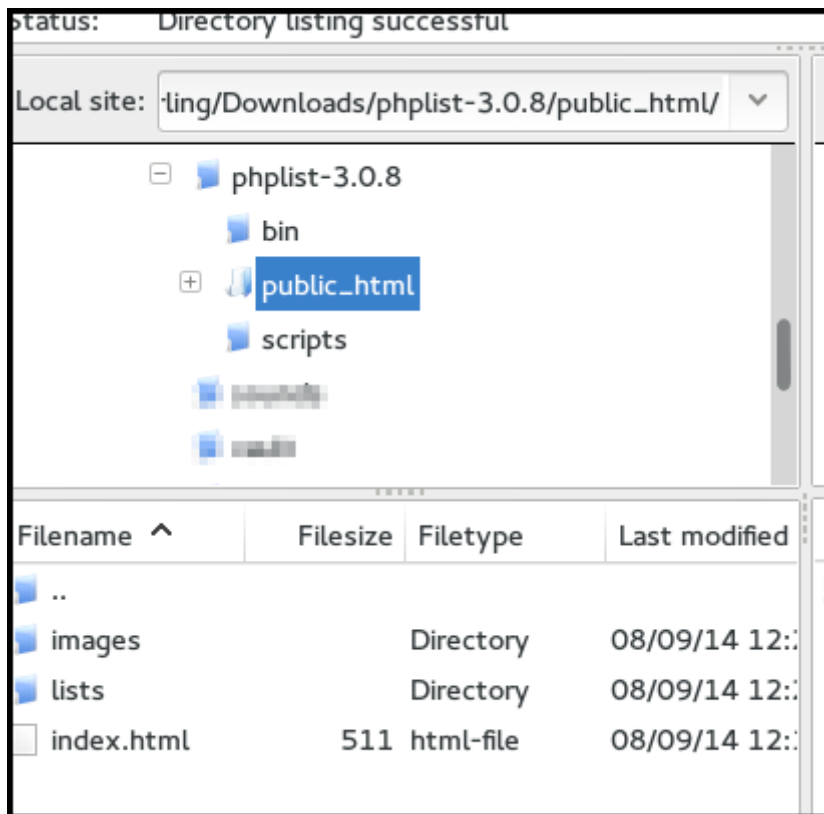 Status: Directory listing successful
Local site: ling/Downloads/phplist-3.0.8/public_html/
phplist-3.0.8
bin
public_html
scripts
Filename Filesize Filetype Last modified
..
images Directory 08/09/14 12:
lists Directory 08/09/14 12:
index.html 511 html-file 08/09/14 12: